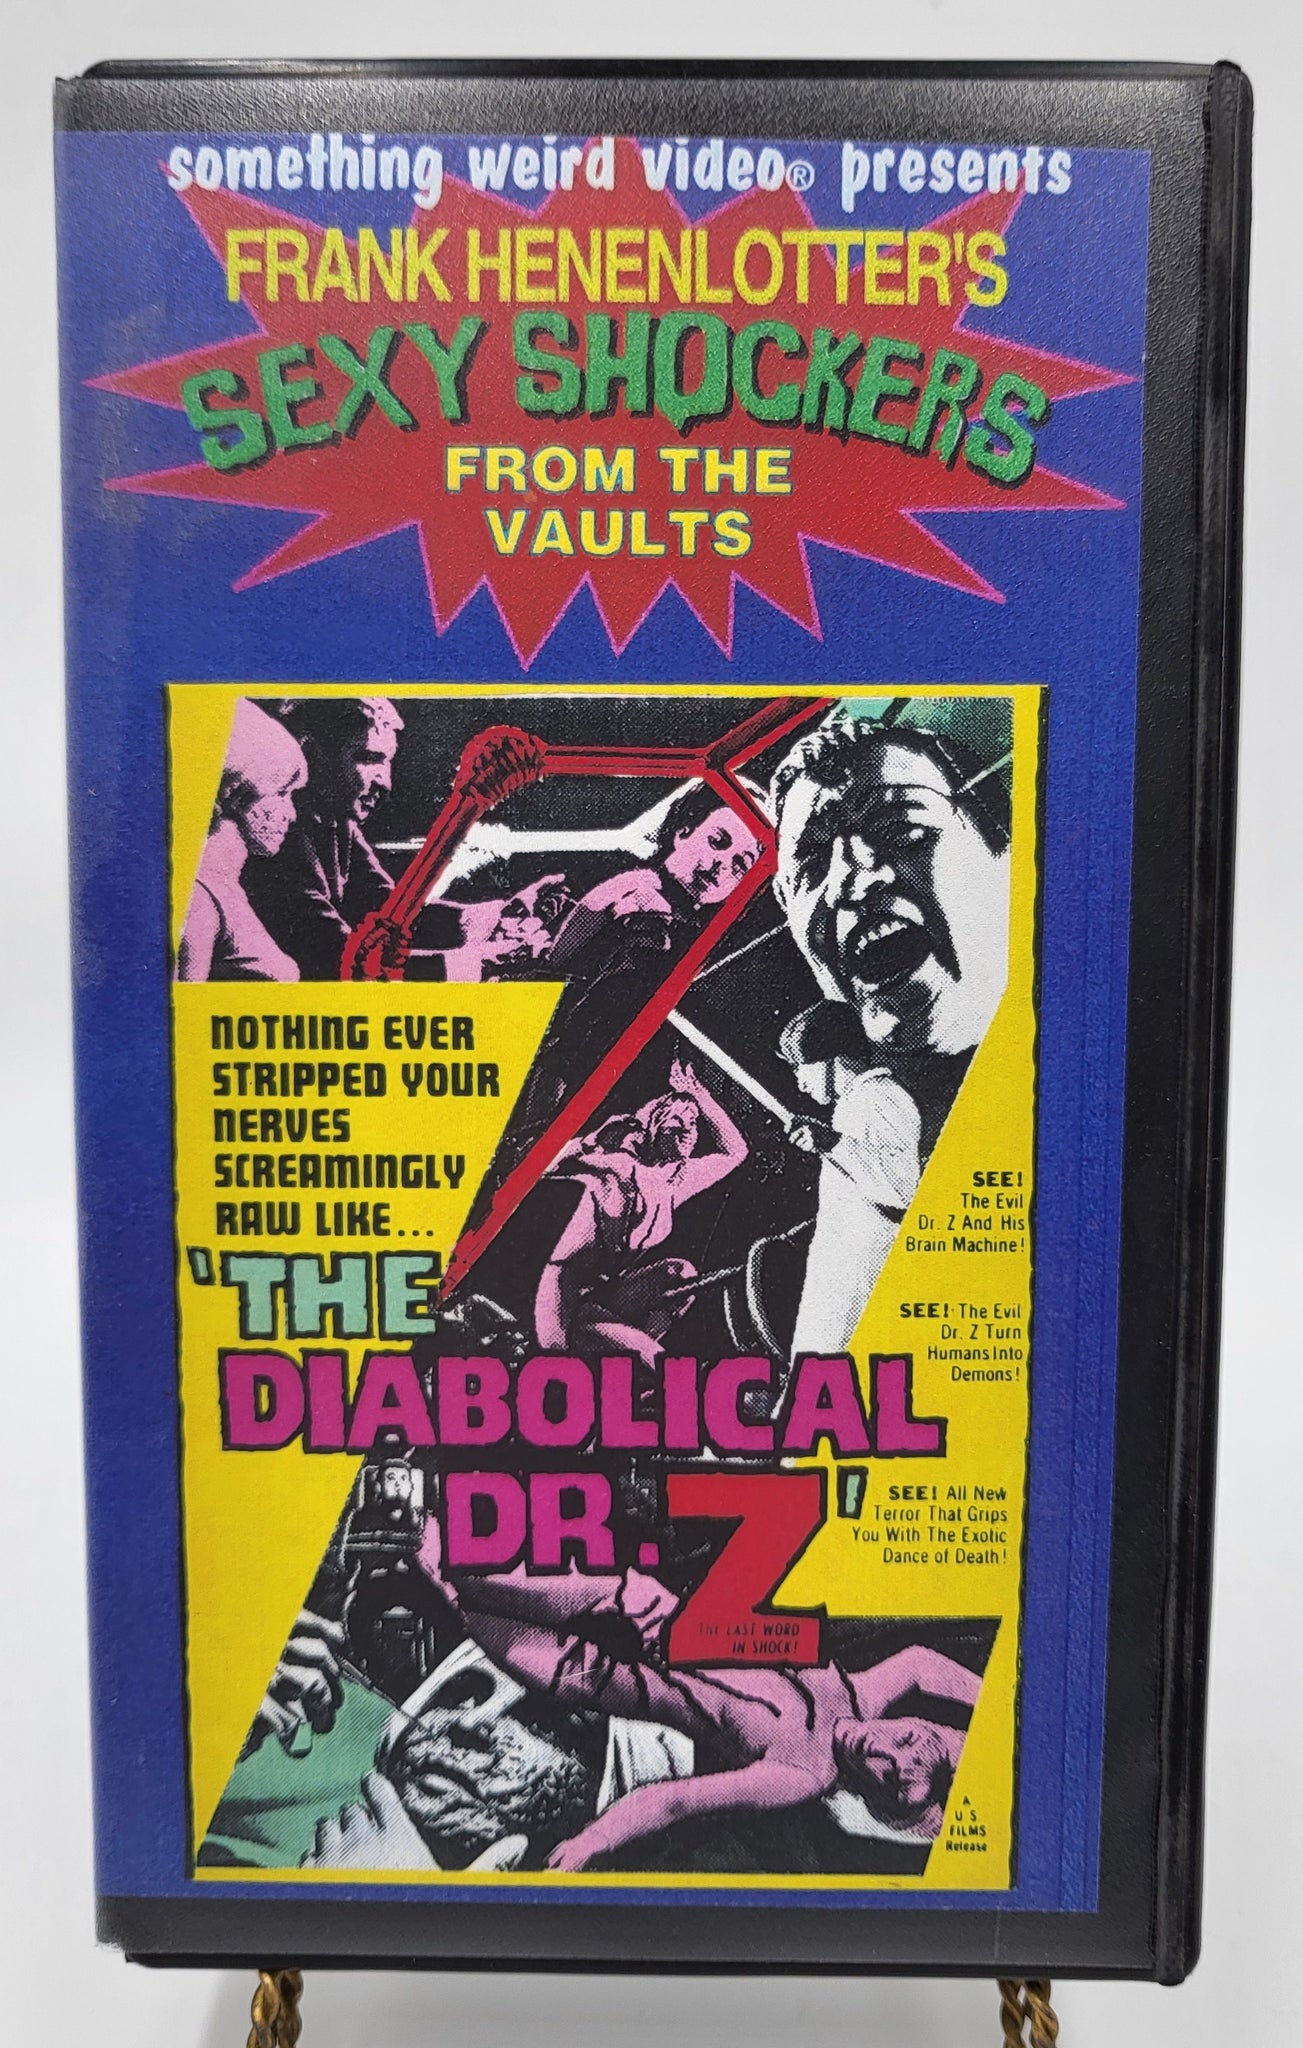 something weird video® presents
FRANK HENENLOTTER'S
SEXY SHOCKERS
FROM THE
VAULTS
NOTHING EVER
STRIPPED YOUR
NERVES
SCREAMINGLY
RAW LIKE...
'THE
DIABOLICAL
DR. Z'
THE LAST WORD
IN SHOCK!
SEE!
The Evil
Dr. Z And His
Brain Machine!
SEE! The Evil
Dr. Z Turn
Humans Into
Demons!
SEE! All New
Terror That Grips
You With The Exotic
Dance of Death!
A
U S
FILMS
Release